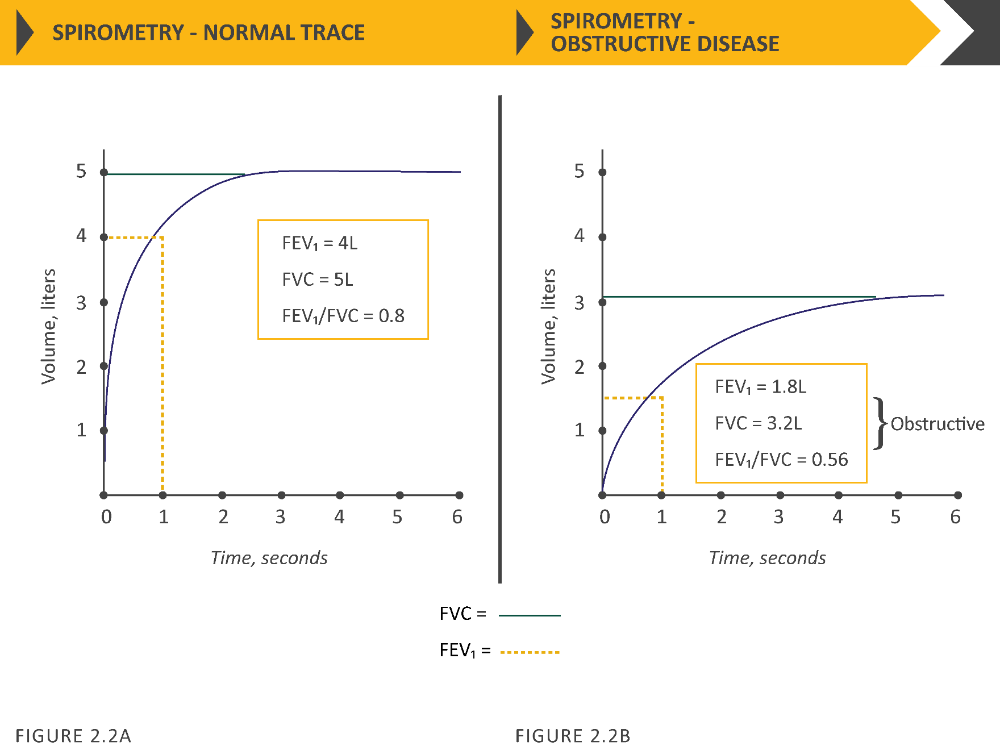 SPIROMETRY - NORMAL TRACE
SPIROMETRY -
OBSTRUCTIVE DISEASE
5
4
3
2
1
Volume, liters
FEV₁ = 4L
FVC = 5L
FEV₁/FVC = 0.8
0 1 2 3 4 5 6
Time, seconds
5
4
3
2
1
Volume, liters
FEV₁ = 1.8L
FVC = 3.2L
FEV₁/FVC = 0.56
Obstructive
0 1 2 3 4 5 6
Time, seconds
FVC =
FEV₁ =
FIGURE 2.2A
FIGURE 2.2B